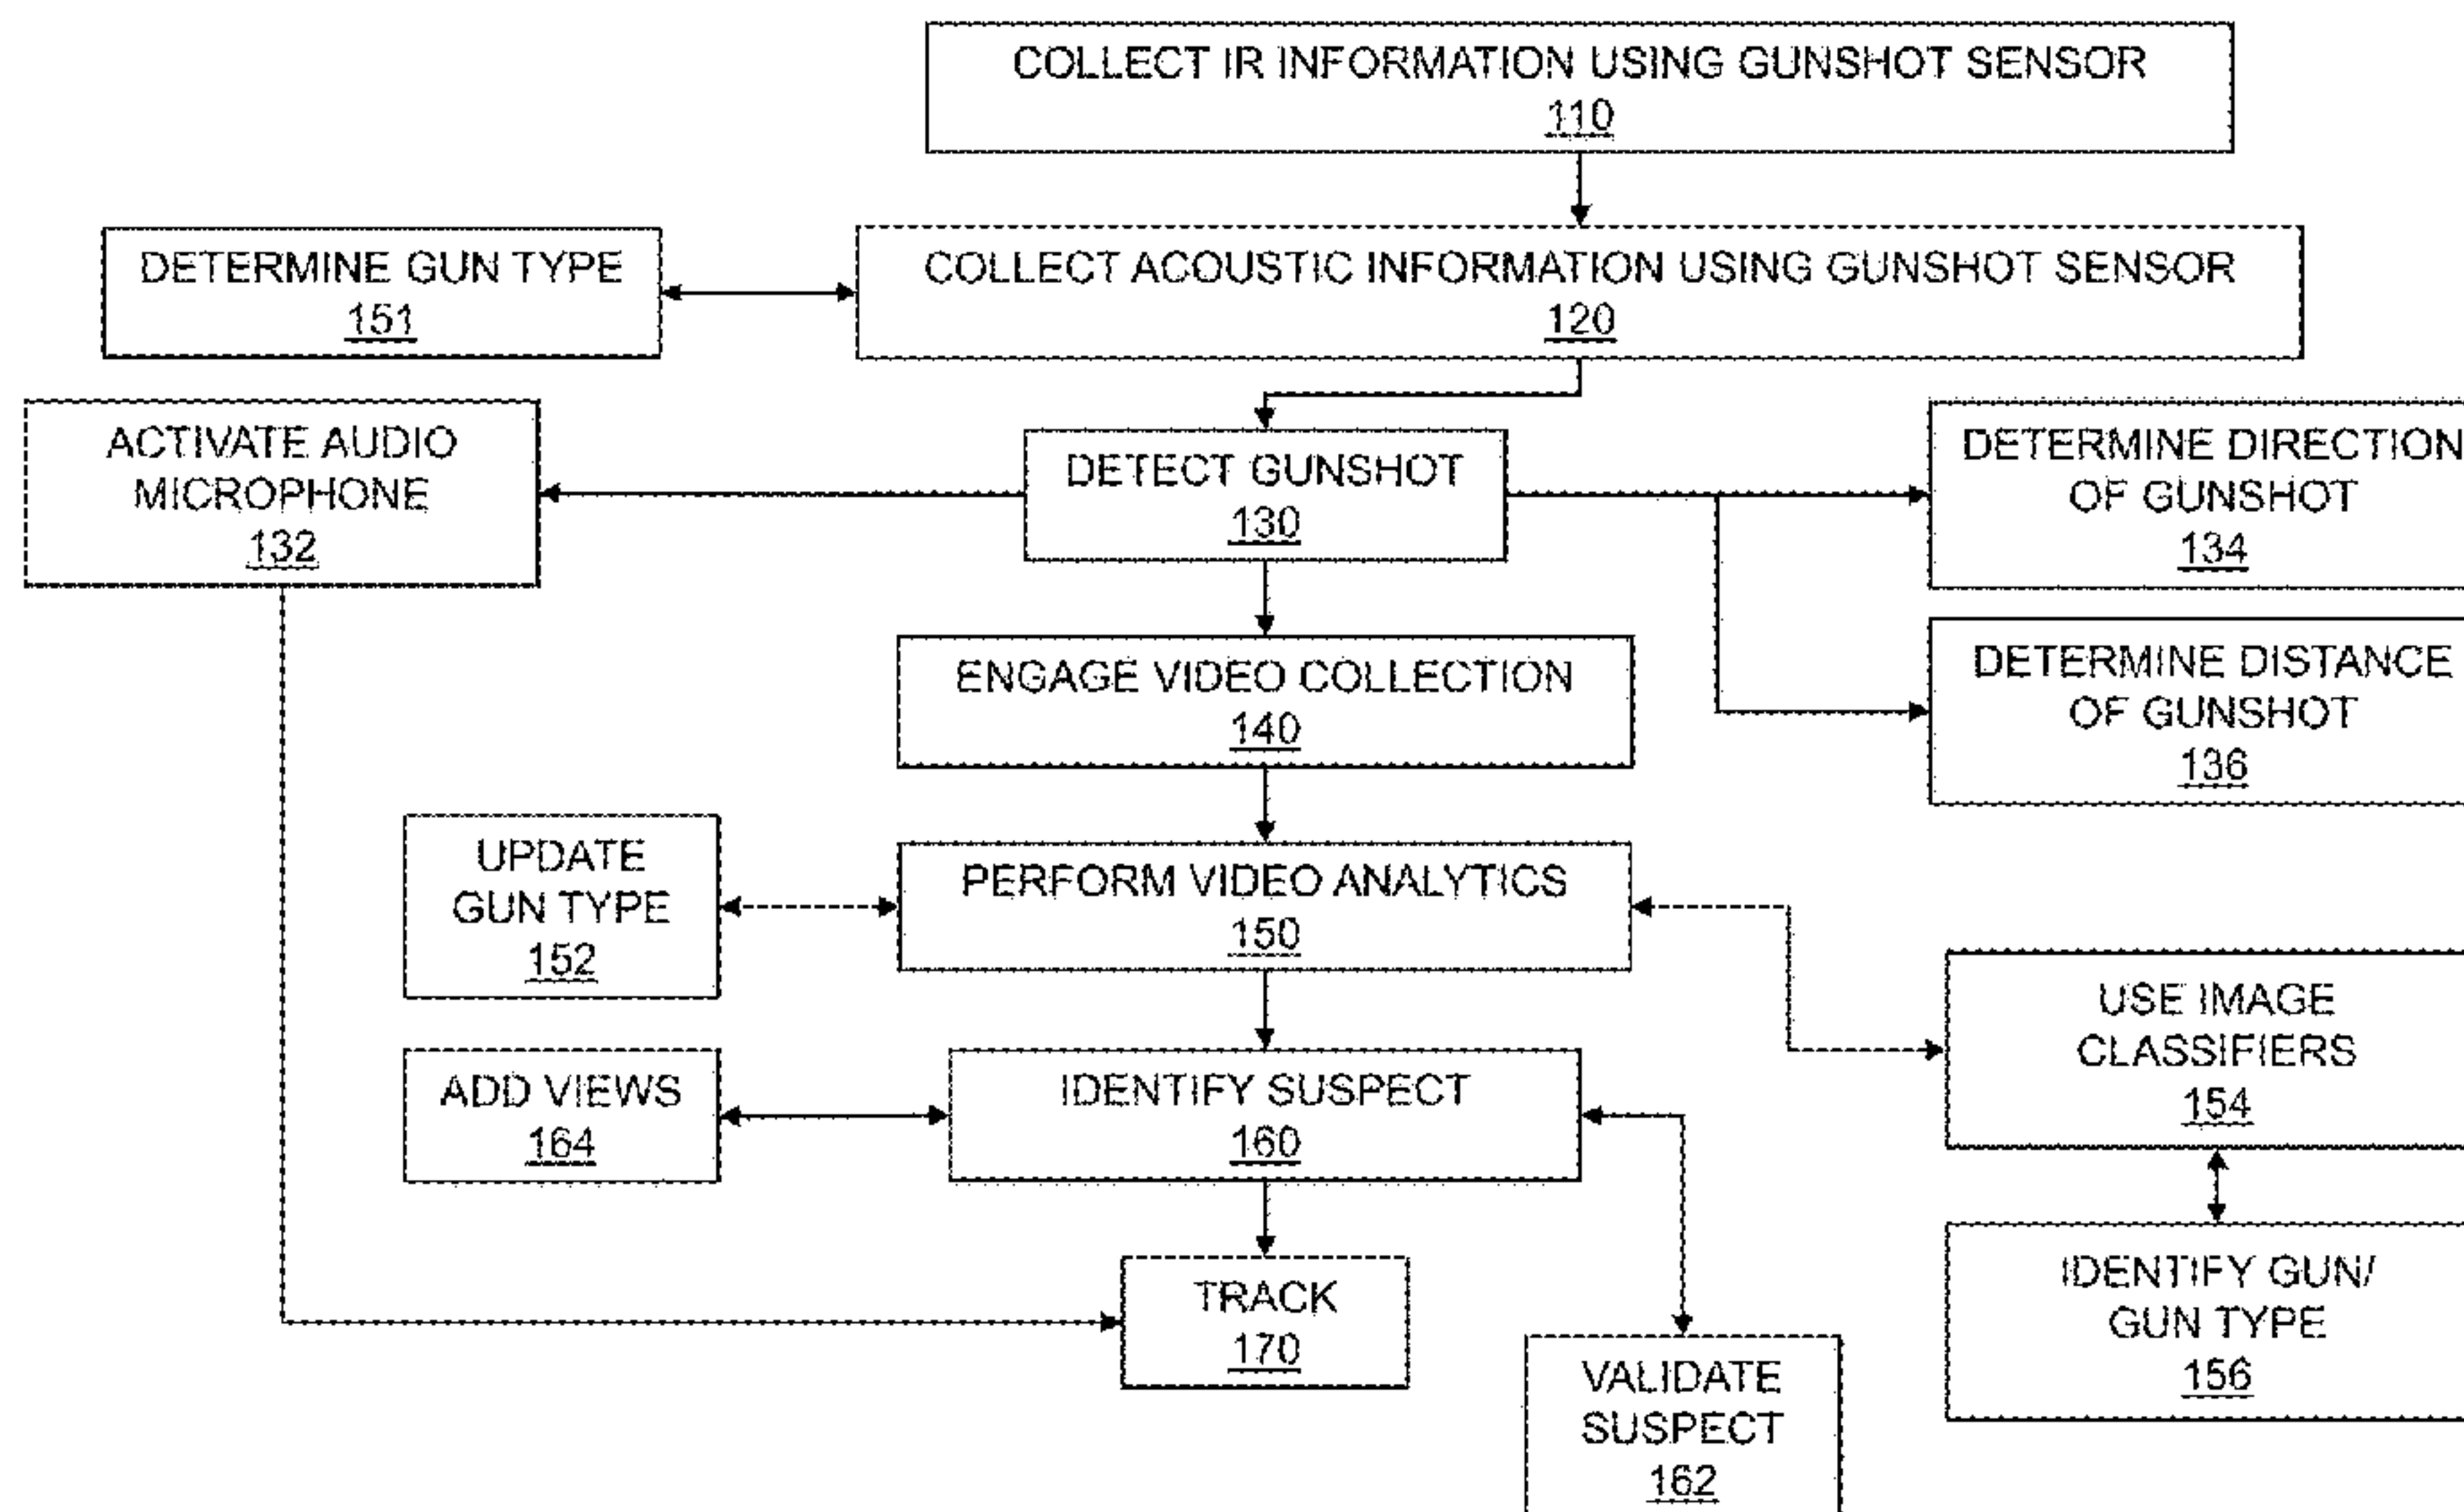 COLLECT IR INFORMATION USING GUNSHOT SENSOR
110
DETERMINE GUN TYPE
151
COLLECT ACOUSTIC INFORMATION USING GUNSHOT SENSOR
120
ACTIVATE AUDIO
MICROPHONE
132
DETECT GUNSHOT
130
DETERMINE DIRECTION
OF GUNSHOT
134
ENGAGE VIDEO COLLECTION
140
DETERMINE DISTANCE
OF GUNSHOT
136
UPDATE
GUN TYPE
152
PERFORM VIDEO ANALYTICS
150
USE IMAGE
CLASSIFIERS
154
ADD VIEWS
164
IDENTIFY SUSPECT
160
IDENTIFY GUN/
GUN TYPE
156
TRACK
170
VALIDATE
SUSPECT
162